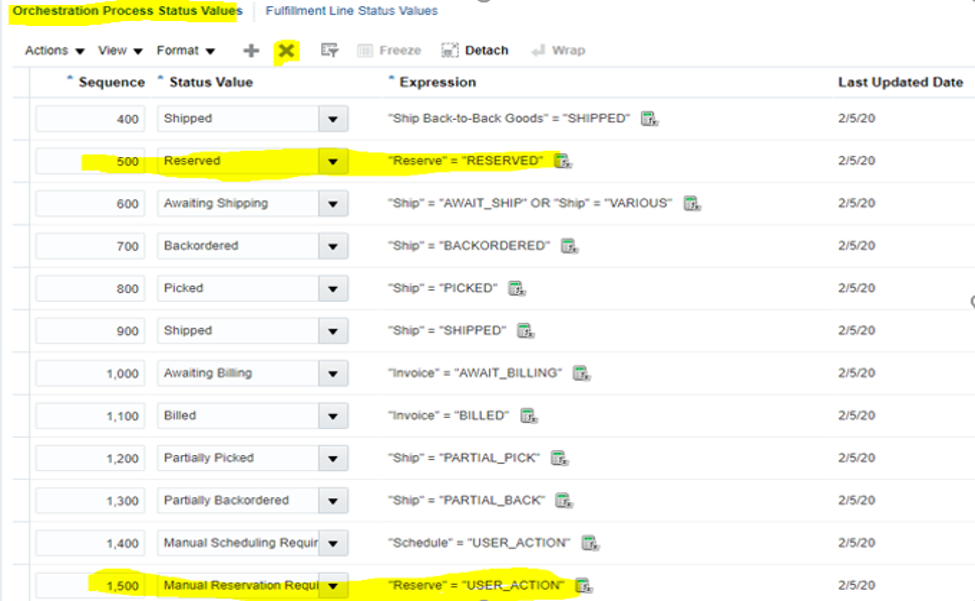 Orchestration Process Status Values Fulfillment Line Status Values
Actions View Format Freeze Detach Wrap
* Sequence * Status Value * Expression Last Updated Date
400 Shipped "Ship Back-to-Back Goods" = "SHIPPED" 2/5/20
500 Reserved "Reserve" = "RESERVED" 2/5/20
600 Awaiting Shipping "Ship" = "AWAIT_SHIP" OR "Ship" = "VARIOUS" 2/5/20
700 Backordered "Ship" = "BACKORDERED" 2/5/20
800 Picked "Ship" = "PICKED" 2/5/20
900 Shipped "Ship" = "SHIPPED" 2/5/20
1,000 Awaiting Billing "Invoice" = "AWAIT_BILLING" 2/5/20
1,100 Billed "Invoice" = "BILLED" 2/5/20
1,200 Partially Picked "Ship" = "PARTIAL_PICK" 2/5/20
1,300 Partially Backordered "Ship" = "PARTIAL_BACK" 2/5/20
1,400 Manual Scheduling Requir "Schedule" = "USER_ACTION" 2/5/20
1,500 Manual Reservation Requi "Reserve" = "USER_ACTION" 2/5/20